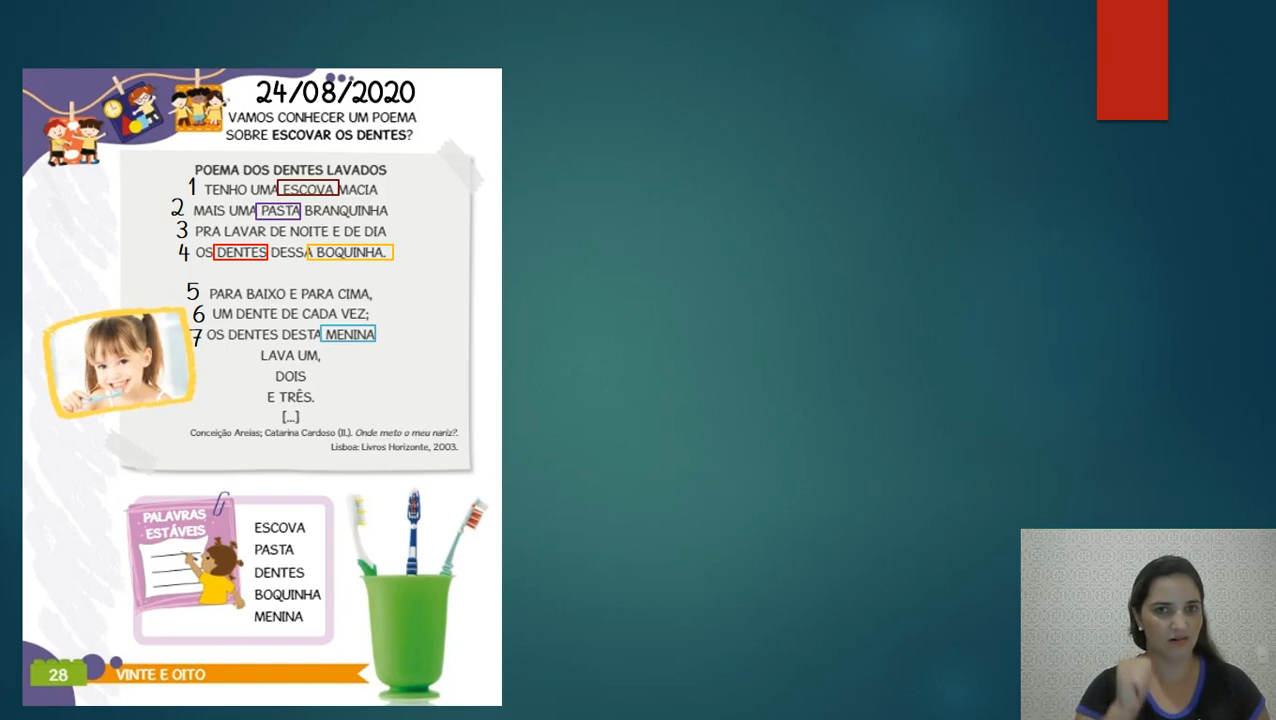 24/08/2020
VAMOS CONHECER UM POEMA
SOBRE ESCOVAR OS DENTES?
POEMA DOS DENTES LAVADOS
1 TENHO UMA ESCOVA MACIA
2 MAIS UMA PASTA BRANQUINHA
3 PRA LAVAR DE NOITE E DE DIA
4 OS DENTES DESSA BOQUINHA.
5 PARA BAIXO E PARA CIMA,
6 UM DENTE DE CADA VEZ;
7 OS DENTES DESTA MENINA
LAVA UM,
DOIS
E TRÊS.
[...]
Conceição Areias; Catarina Cardoso (Il.). Onde meto o meu nariz?.
Lisboa: Livros Horizonte, 2003.
PALAVRAS
ESTÁVEIS
ESCOVA
PASTA
DENTES
BOQUINHA
MENINA
28 VINTE E OITO